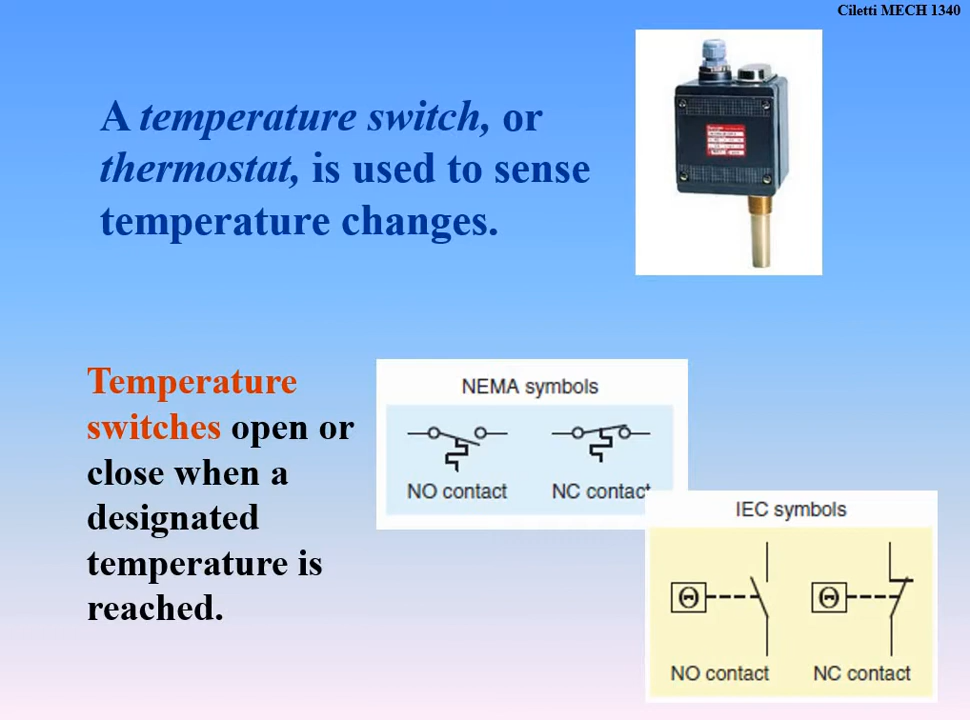 Ciletti MECH 1340
A temperature switch, or
thermostat, is used to sense
temperature changes.
Temperature
switches open or
close when a
designated
temperature is
reached.
NEMA symbols
NO contact NC contact
IEC symbols
Θ Θ
NO contact NC contact